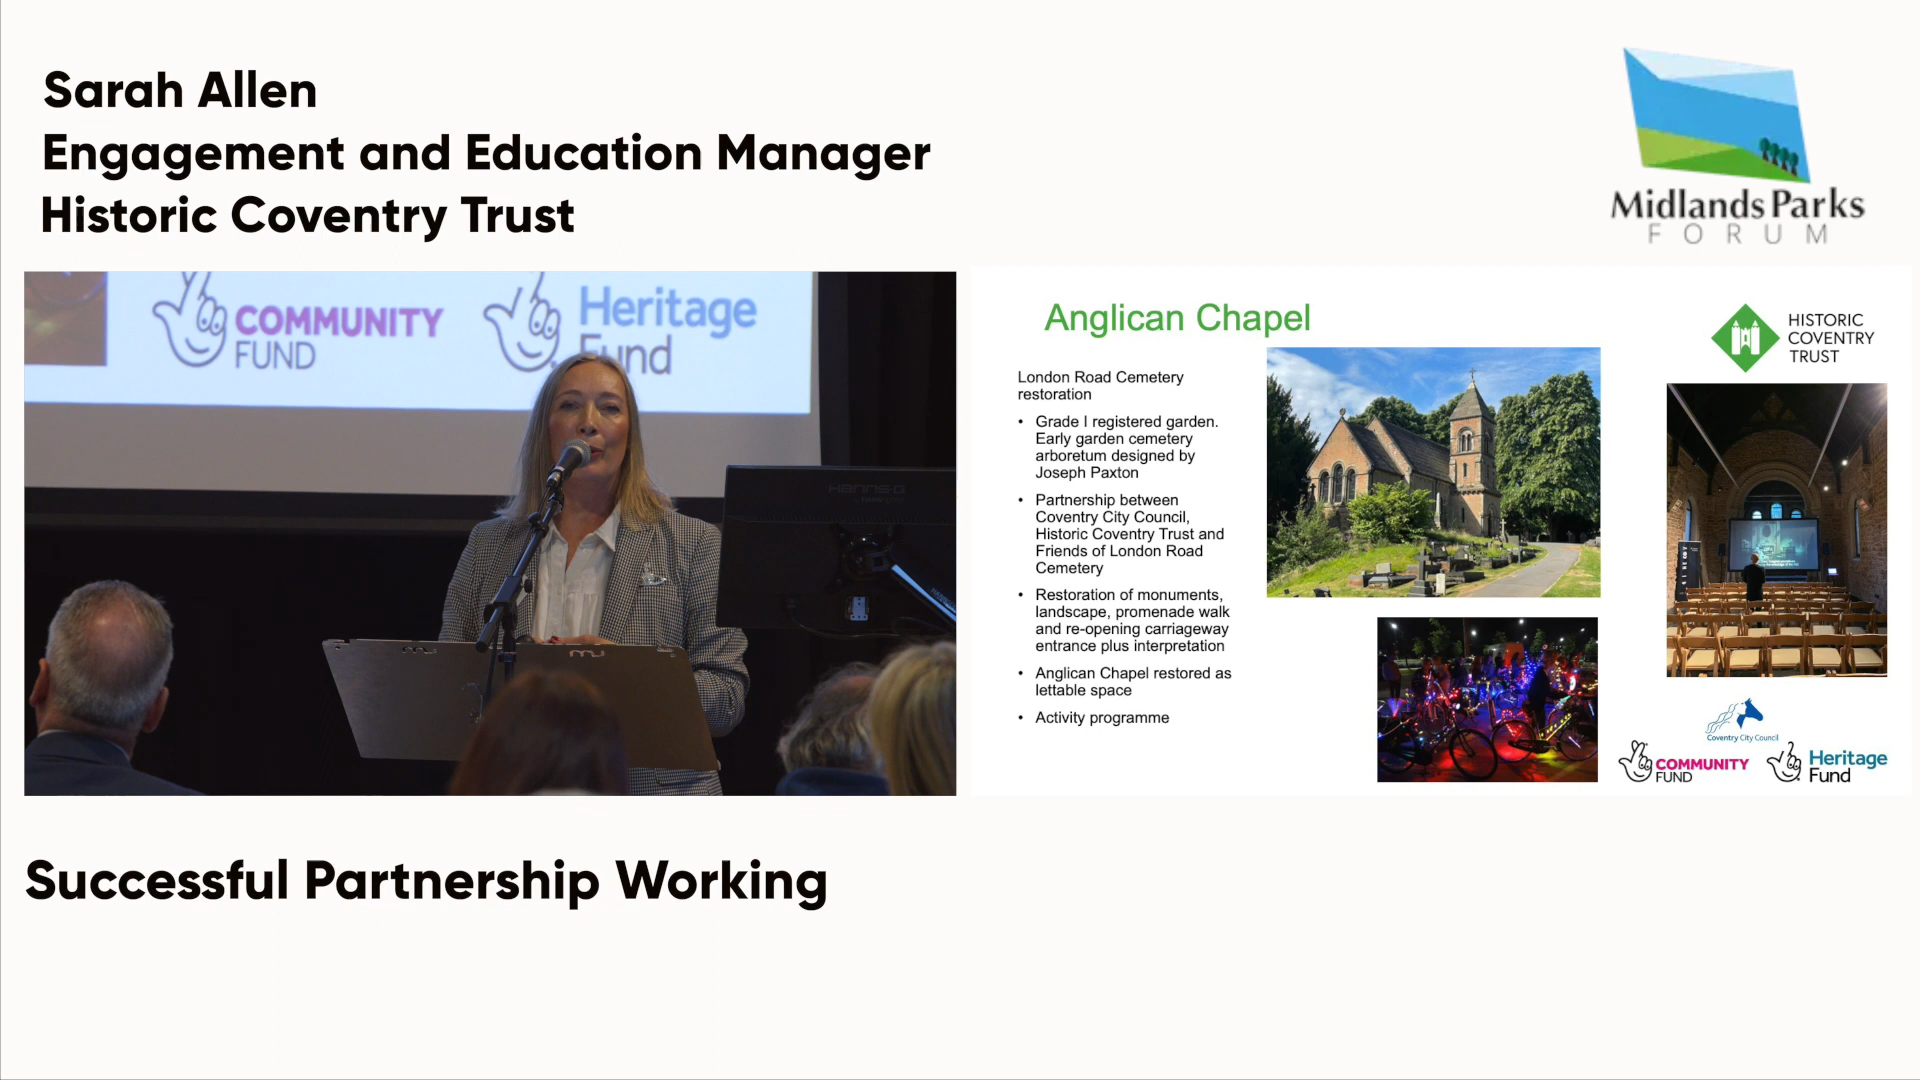 Sarah Allen
Engagement and Education Manager
Historic Coventry Trust
Midlands Parks
FORUM
COMMUNITY
FUND
Heritage
Fund
HANNS-G
Anglican Chapel
HISTORIC
COVENTRY
TRUST
London Road Cemetery
restoration
• Grade I registered garden.
Early garden cemetery
arboretum designed by
Joseph Paxton
• Partnership between
Coventry City Council,
Historic Coventry Trust and
Friends of London Road
Cemetery
• Restoration of monuments,
landscape, promenade walk
and re-opening carriageway
entrance plus interpretation
• Anglican Chapel restored as
lettable space
• Activity programme
Coventry City Council
COMMUNITY
FUND
Heritage
Fund
Successful Partnership Working